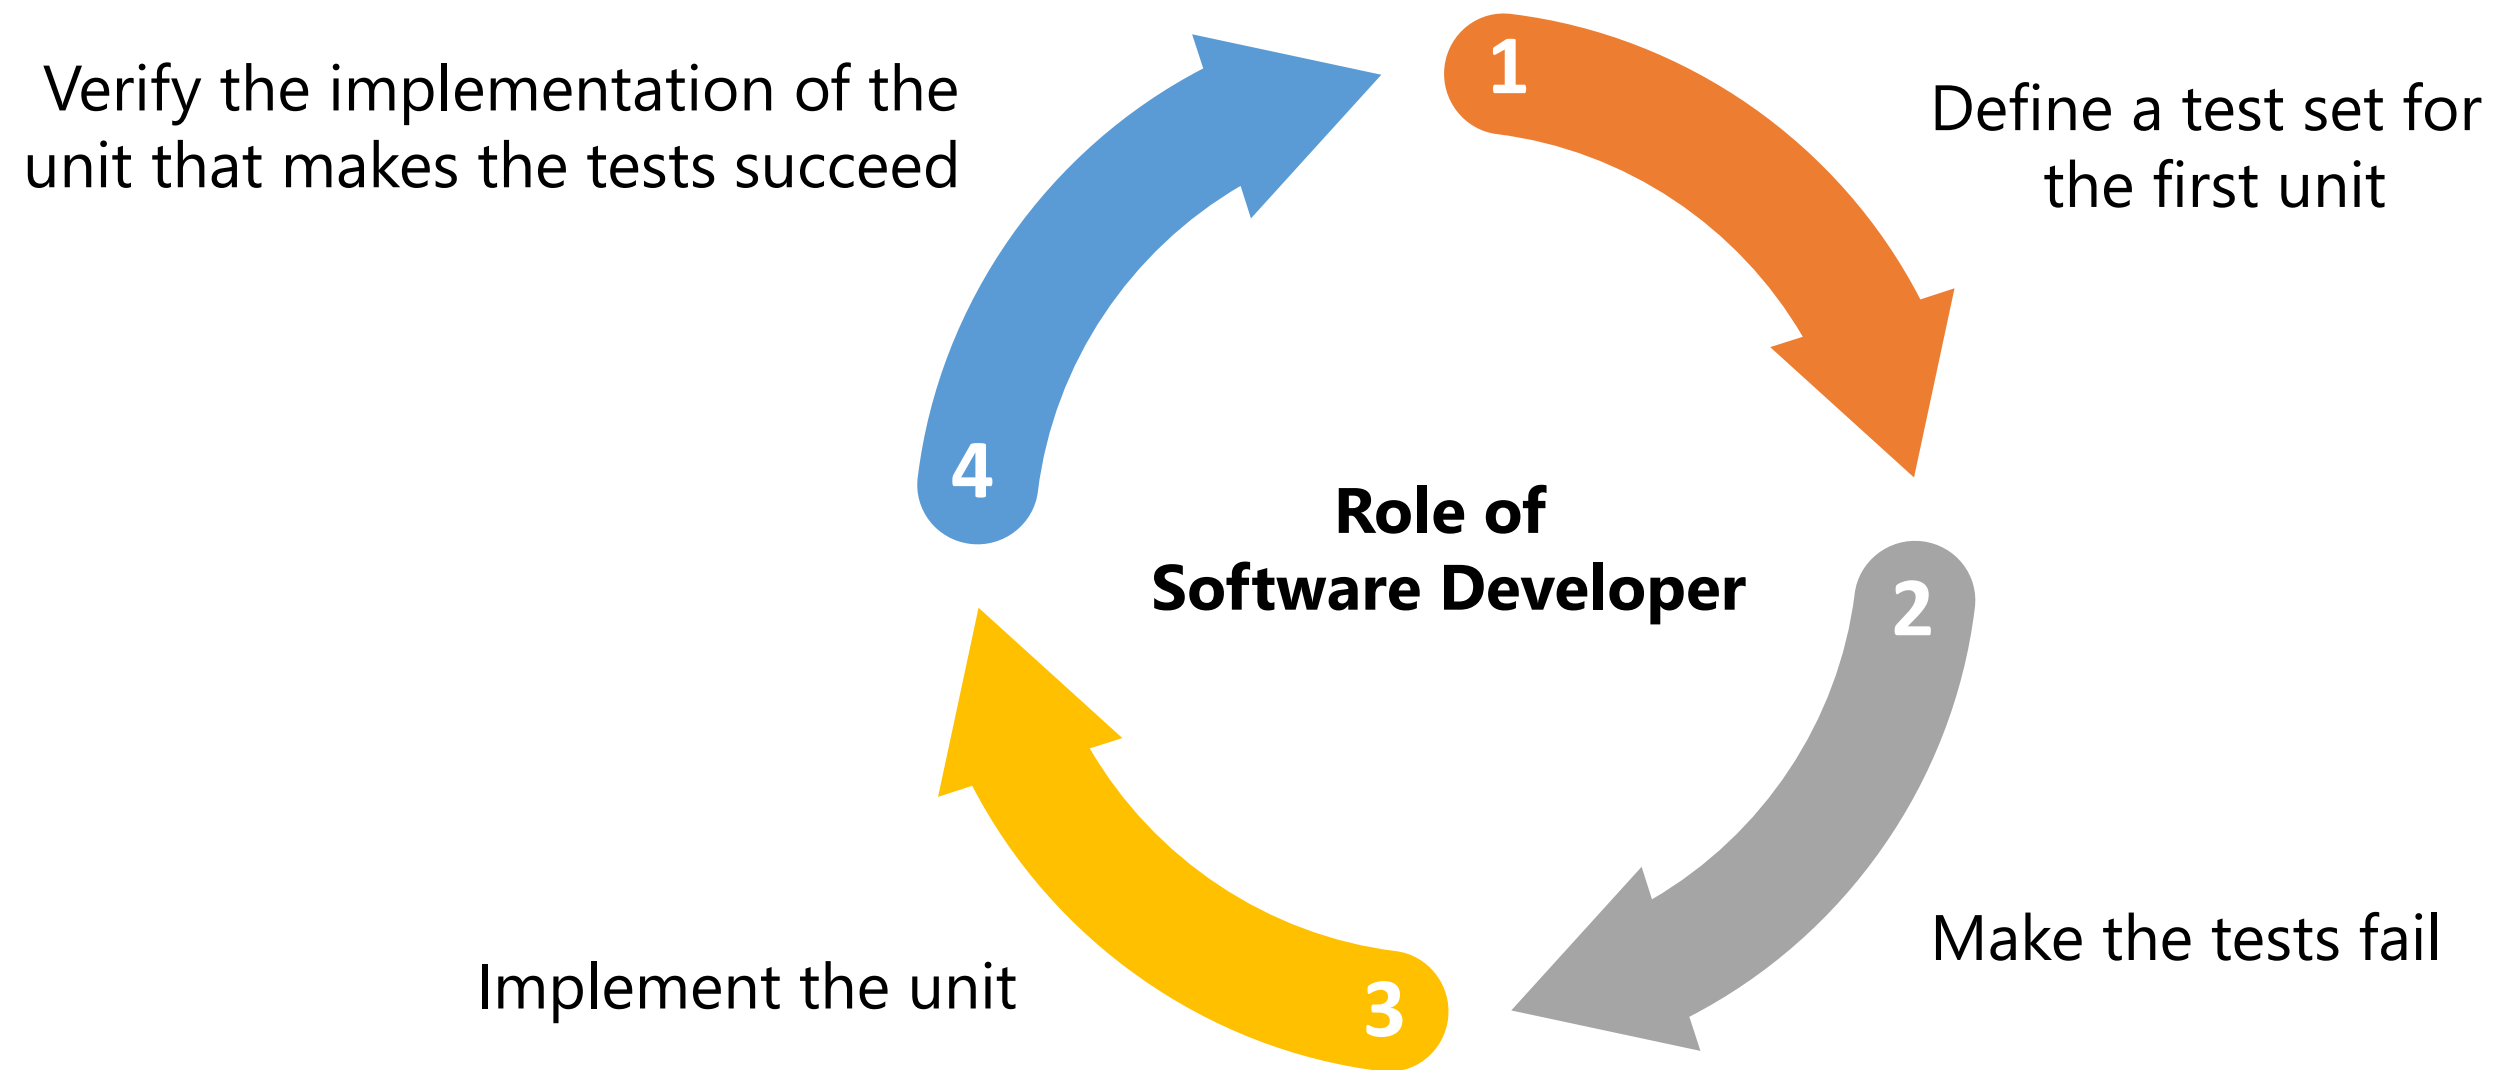 1
Define a test set for
the first unit
2
Make the tests fail
3
Implement the unit
4
Verify the implementation of the
unit that makes the tests succeed
Role of
Software Developer